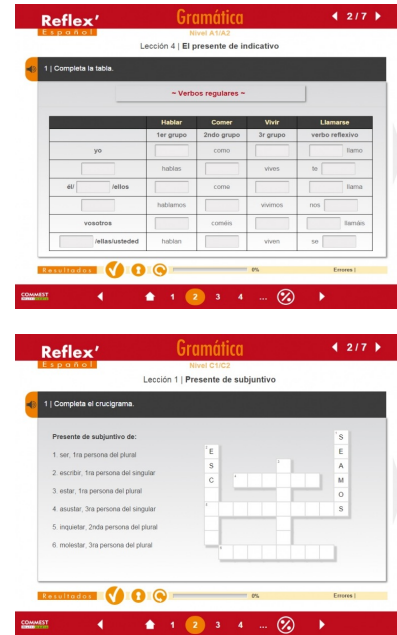 Reflex'
Español
Gramática
Nivel A1/A2
2/7
Lección 4 | El presente de indicativo
1 | Completa la tabla.
~ Verbos regulares ~
Hablar Comer Vivir Llamarse
1er grupo 2ndo grupo 3r grupo verbo reflexivo
yo como llamo
hablas vives te
él/ /ellos come llama
hablamos vivimos nos
vosotros coméis llamáis
/ellas/usted hablan viven se
Resultados 0% Errores |
COMMEST
1 2 3 4 ...
Reflex'
Español
Gramática
Nivel C1/C2
2/7
Lección 1 | Presente de subjuntivo
1 | Completa el crucigrama.
Presente de subjuntivo de:
1. ser, 1ra persona del plural
2. escribir, 1ra persona del singular
3. estar, 1ra persona del plural
4. asustar, 3ra persona del singular
5. inquietar, 2nda persona del plural
6. molestar, 3ra persona del plural
S
E E
S A
C M
O
S
Resultados 0% Errores |
COMMEST
1 2 3 4 ...